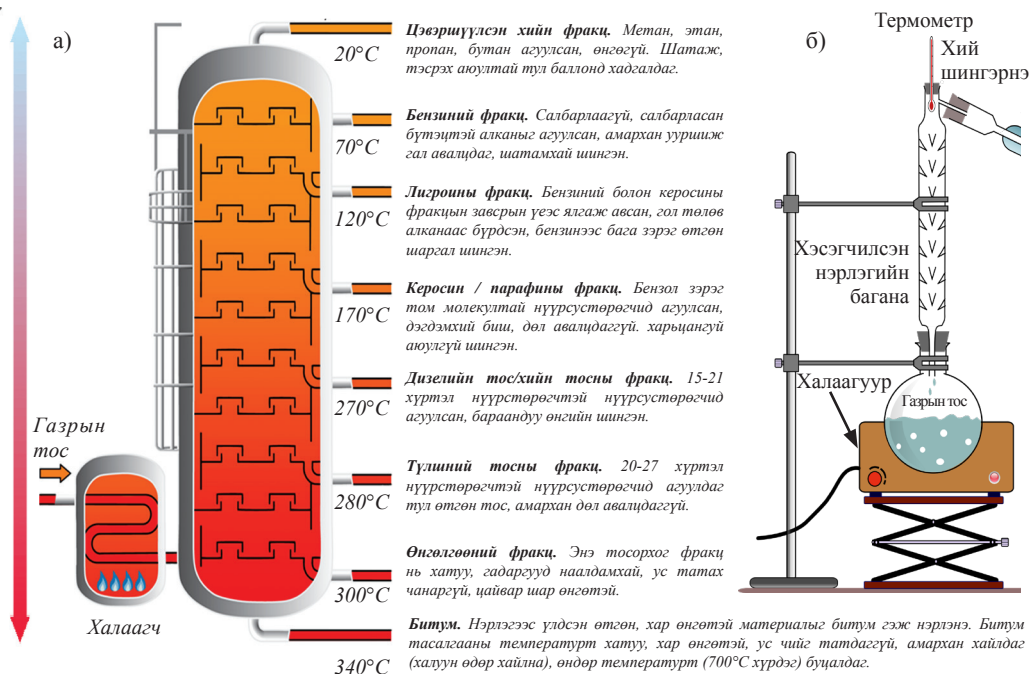 а)
20°C
Цэвэршүүлсэн хийн фракц. Метан, этан,
пропан, бутан агуулсан, өнгөгүй. Шатаж,
тэсрэх аюултай тул баллонд хадгалдаг.
70°C
Бензиний фракц. Салбарлаагүй, салбарласан
бүтэцтэй алканыг агуулсан, амархан ууршиж
гал авалцдаг, шатамхай шингэн.
120°C
Лигроины фракц. Бензиний болон керосины
фракцын завсрын үеэс ялгаж авсан, гол төлөв
алканаас бүрдсэн, бензинээс бага зэрэг өтгөн
шаргал шингэн.
170°C
Керосин / парафины фракц. Бензол зэрэг
том молекултай нүүрсустөрөгчид агуулсан,
дэгдэмхий биш, дөл авалцдаггүй. харьцангуй
аюулгүй шингэн.
270°C
Дизелийн тос/хийн тосны фракц. 15-21
хүртэл нүүрстөрөгчтэй нүүрсустөрөгчид
агуулсан, бараандуу өнгийн шингэн.
280°C
Түлшний тосны фракц. 20-27 хүртэл
нүүрстөрөгчтэй нүүрсустөрөгчид агуулдаг
тул өтгөн тос, амархан дөл авалцдаггүй.
300°C
Өнгөлгөөний фракц. Энэ тосорхог фракц
нь хатуу, гадаргууд наалдамхай, ус татах
чанаргүй, цайвар шар өнгөтэй.
340°C
Битум. Нэрлэгээс үлдсэн өтгөн, хар өнгөтэй материалыг битум гэж нэрлэнэ. Битум
тасалгааны температурт хатуу, хар өнгөтэй, ус чийг татдаггүй, амархан хайлдаг
(халуун өдөр хайлна), өндөр температурт (700°C хүрдэг) буцалдаг.
Газрын
тос
Халаагч
б)
Термометр
Хий
шингэрнэ
Хэсэгчилсэн
нэрлэгийн
багана
Халаагуур
Газрын тос